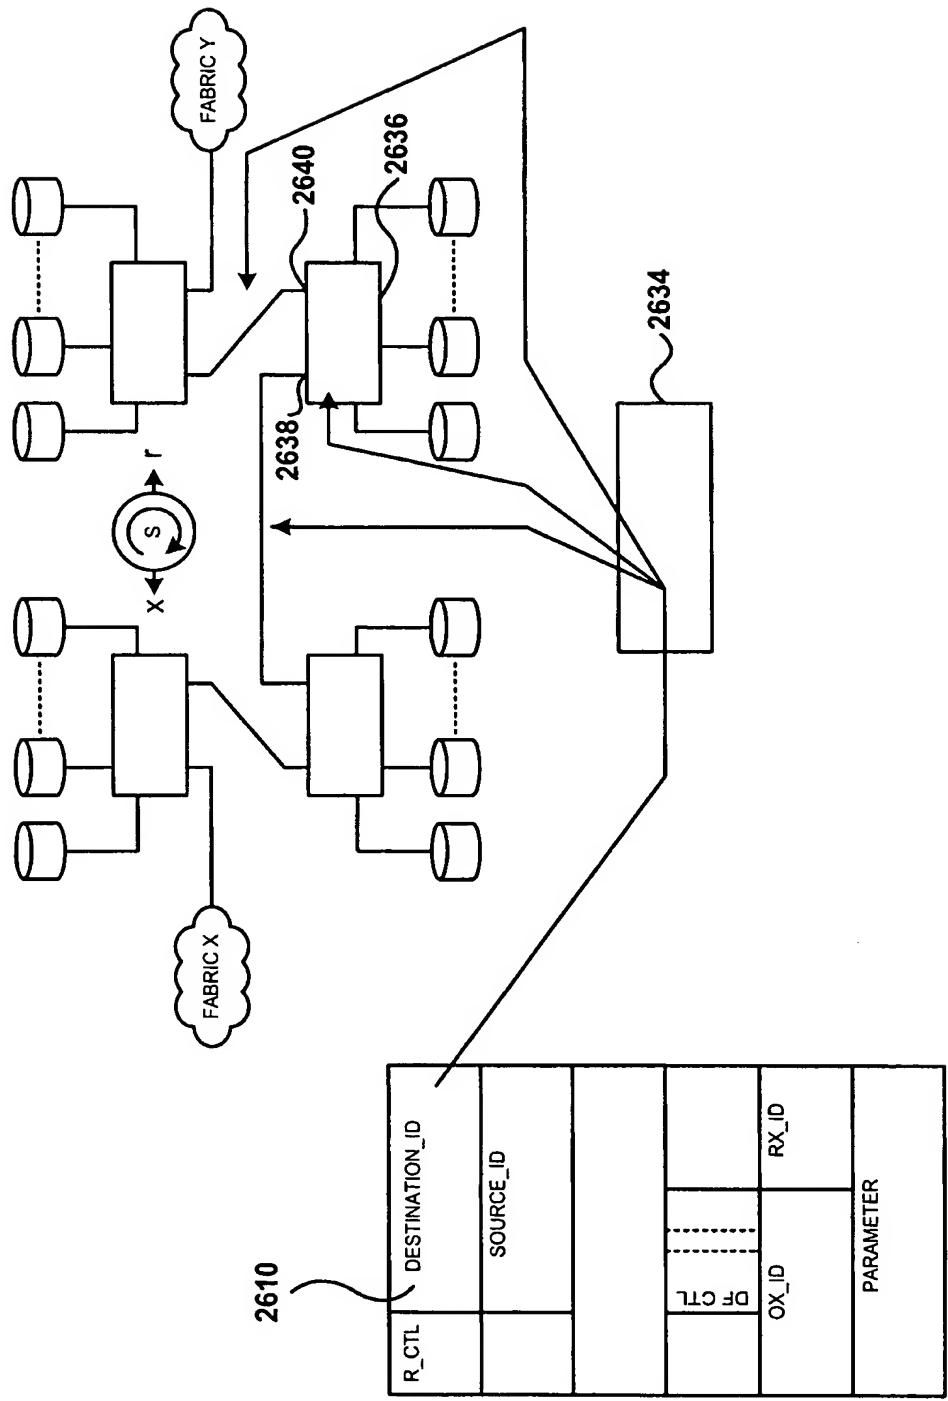 FABRIC X
FABRIC Y
x
s
r
2638
2640
2636
2634
2610
R_CTL
DESTINATION_ID
SOURCE_ID
DF CTL
OX_ID
RX_ID
PARAMETER